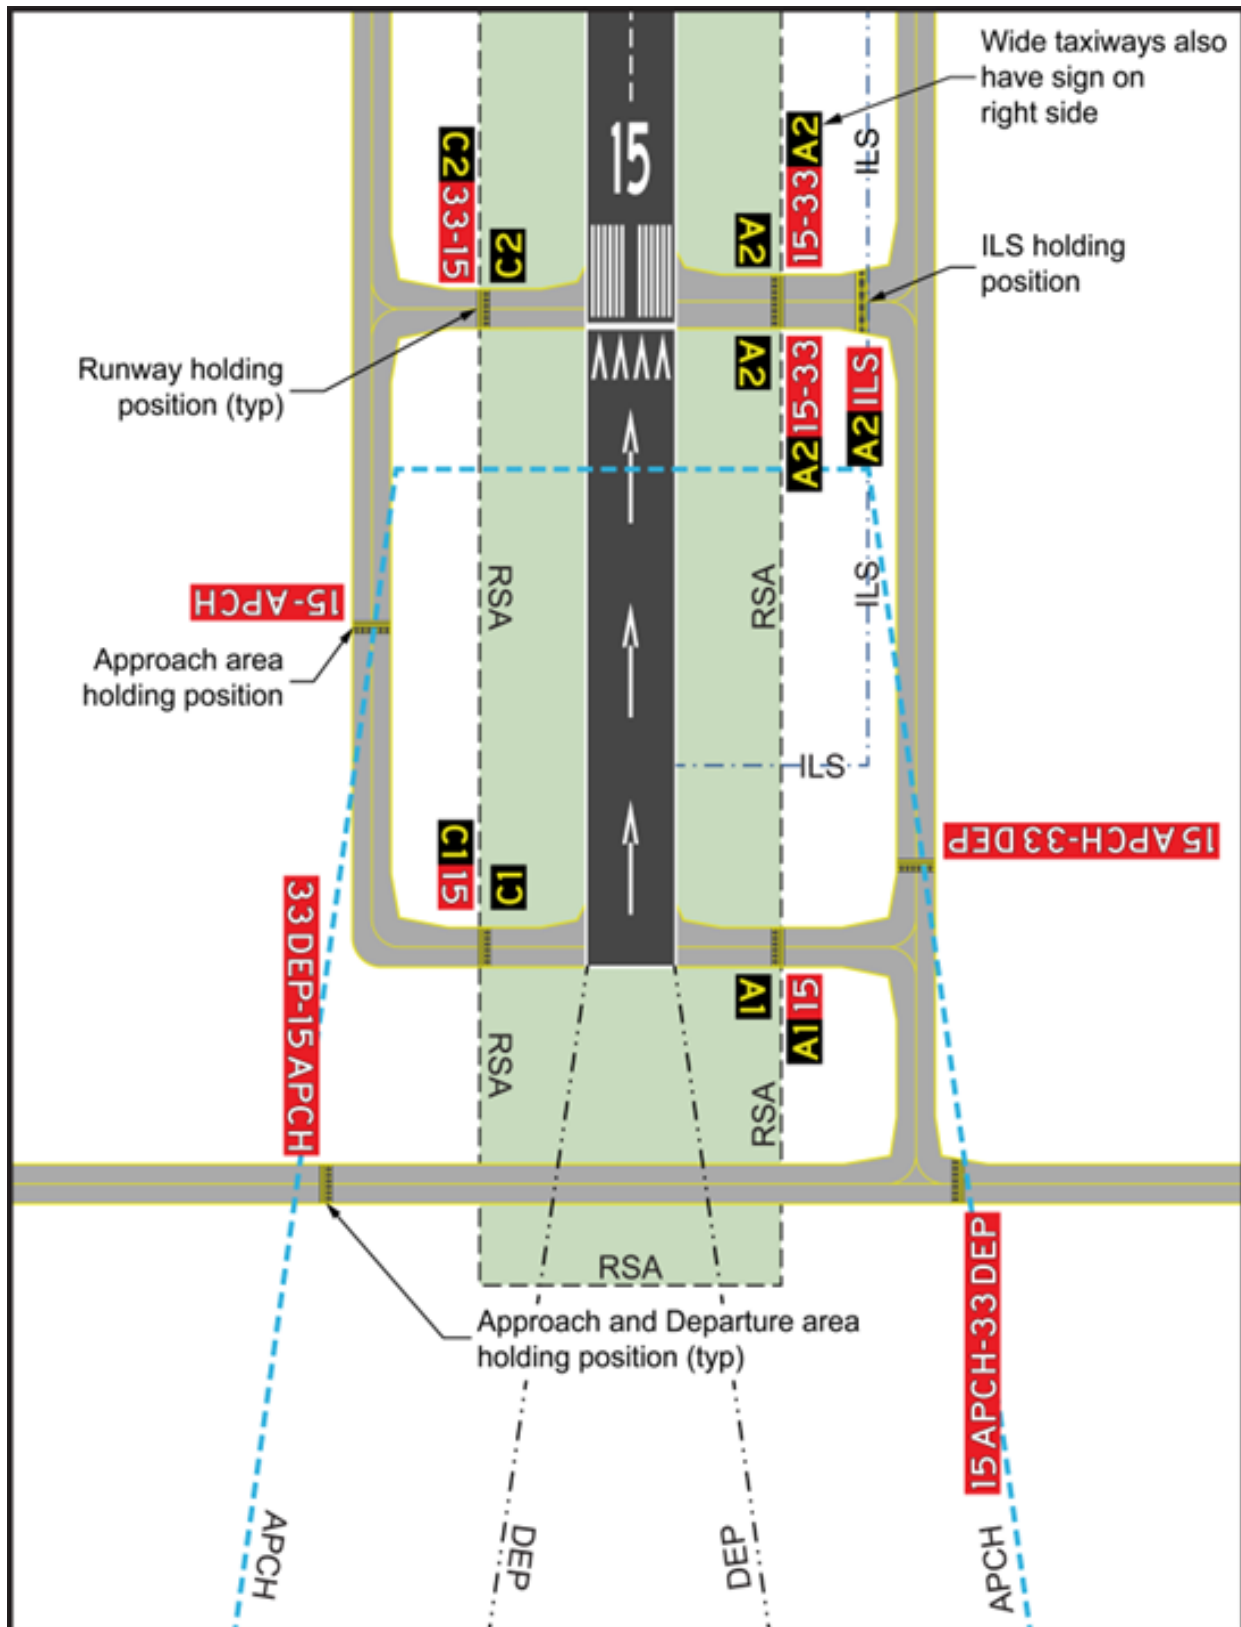 Wide taxiways also
have sign on
right side
C2 33-15
C2
15
A2
15-33 A2
ILS
ILS holding
position
Runway holding
position (typ)
A2
A2 15-33
A2 ILS
15-APCH
RSA
RSA
ILS
Approach area
holding position
ILS
C1 15
C1
15 APCH-33 DEP
33 DEP-15 APCH
A1
A1 15
RSA
RSA
RSA
15 APCH-33 DEP
Approach and Departure area
holding position (typ)
APCH
DEP
DEP
APCH